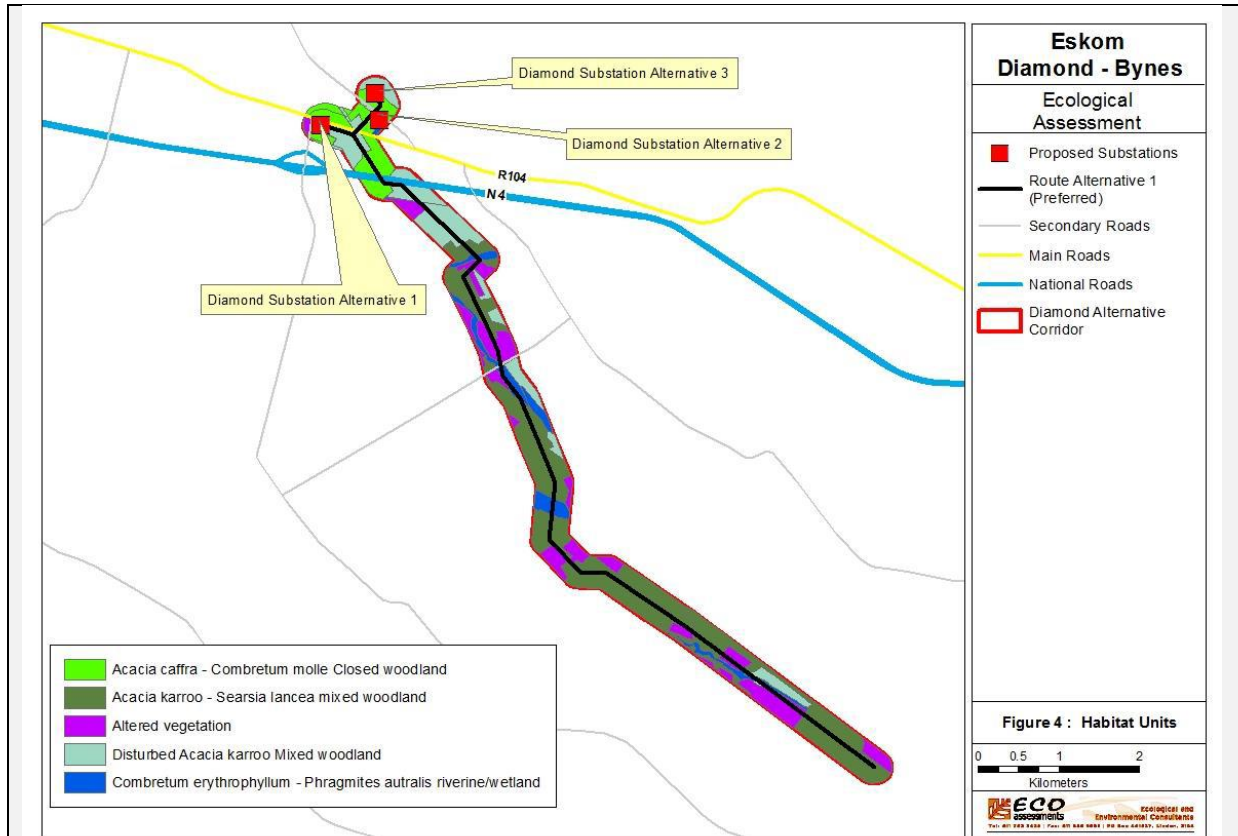 Diamond Substation Alternative 3
Diamond Substation Alternative 2
R104
N4
Diamond Substation Alternative 1
Acacia caffra - Combretum molle Closed woodland
Acacia karroo - Searsia lancea mixed woodland
Altered vegetation
Disturbed Acacia karroo Mixed woodland
Combretum erythrophyllum - Phragmites autralis riverine/wetland
Eskom
Diamond - Bynes
Ecological
Assessment
Proposed Substations
Route Alternative 1
(Preferred)
Secondary Roads
Main Roads
National Roads
Diamond Alternative
Corridor
Figure 4 : Habitat Units
0 0.5 1 2
Kilometers
ECO
assessments
Ecological and
Environmental Consultants